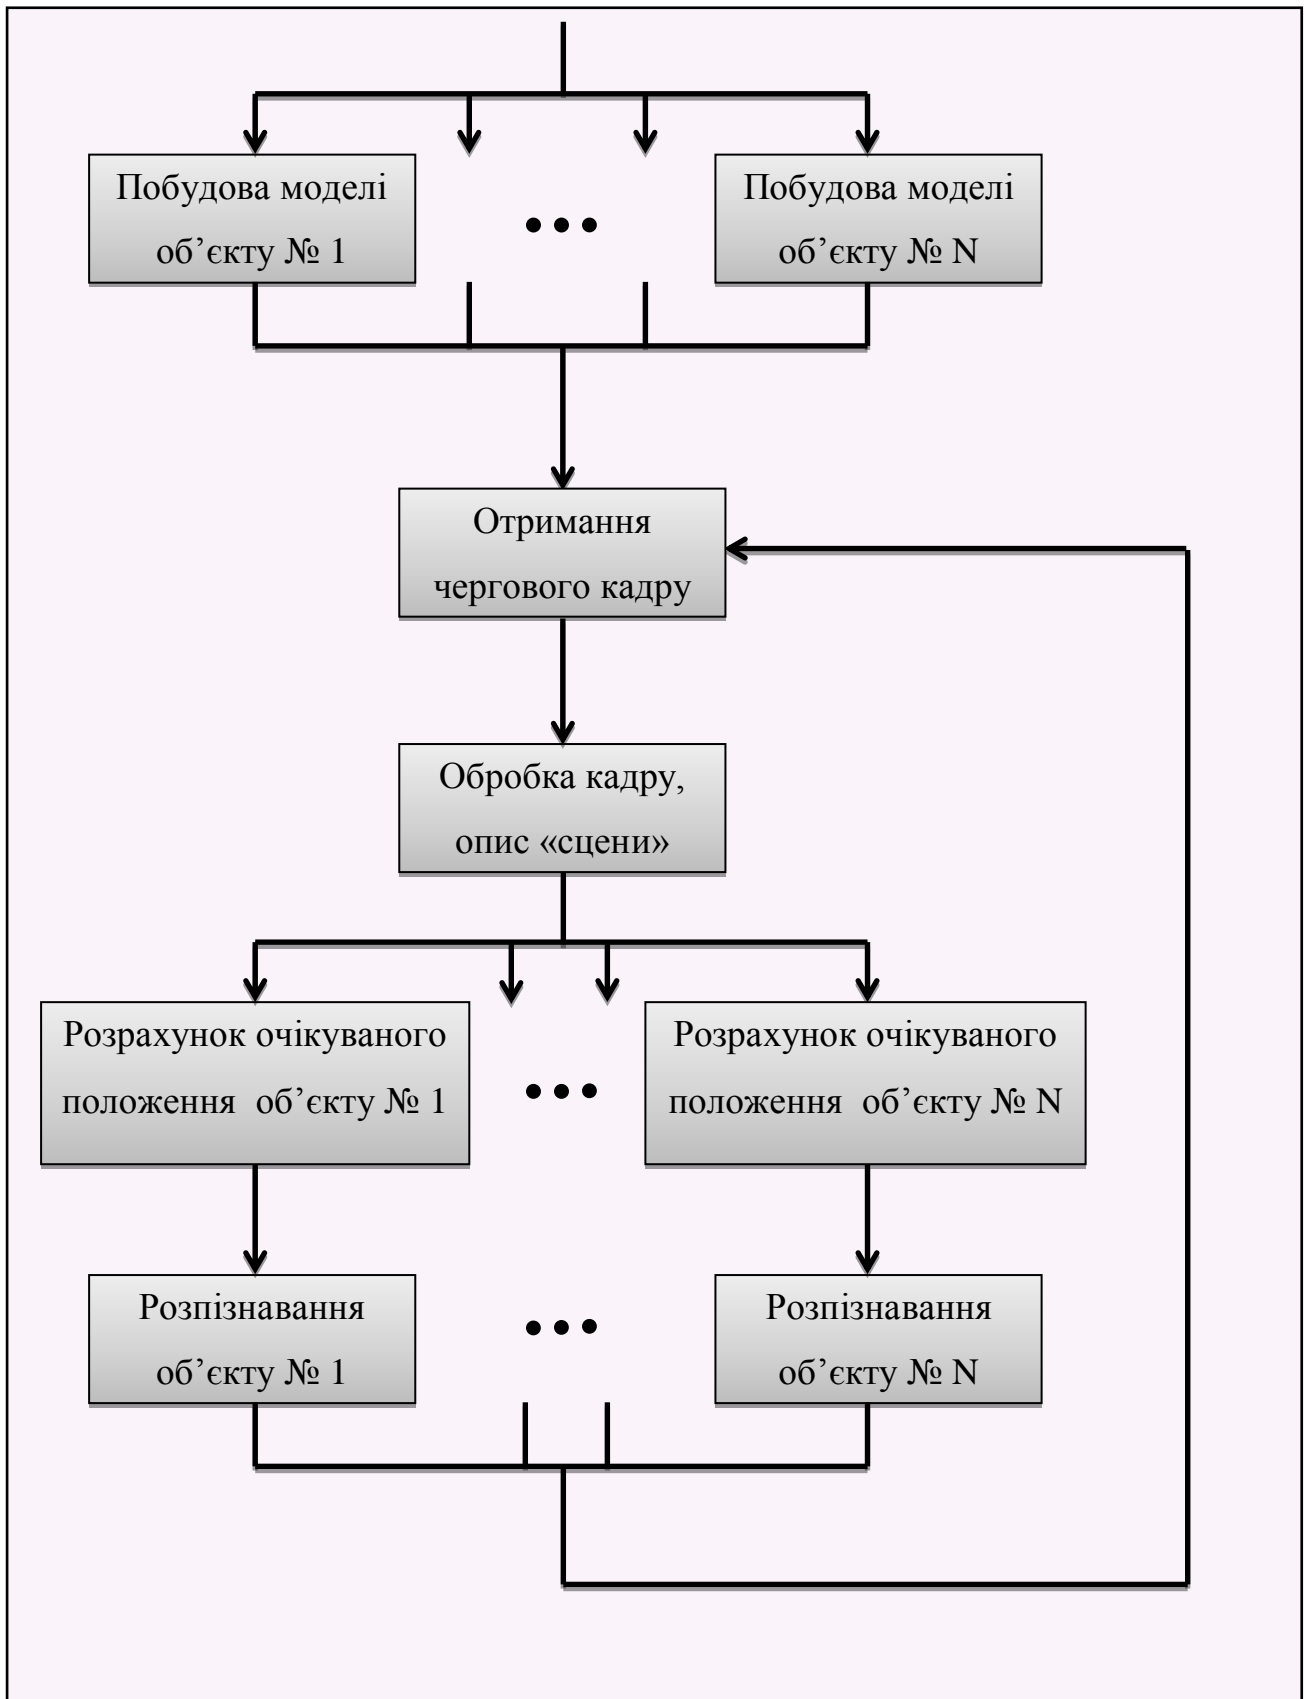 Побудова моделі
об’єкту № 1
Побудова моделі
об’єкту № N
Отримання
чергового кадру
Обробка кадру,
опис «сцени»
Розрахунок очікуваного
положення об’єкту № 1
Розрахунок очікуваного
положення об’єкту № N
Розпізнавання
об’єкту № 1
Розпізнавання
об’єкту № N